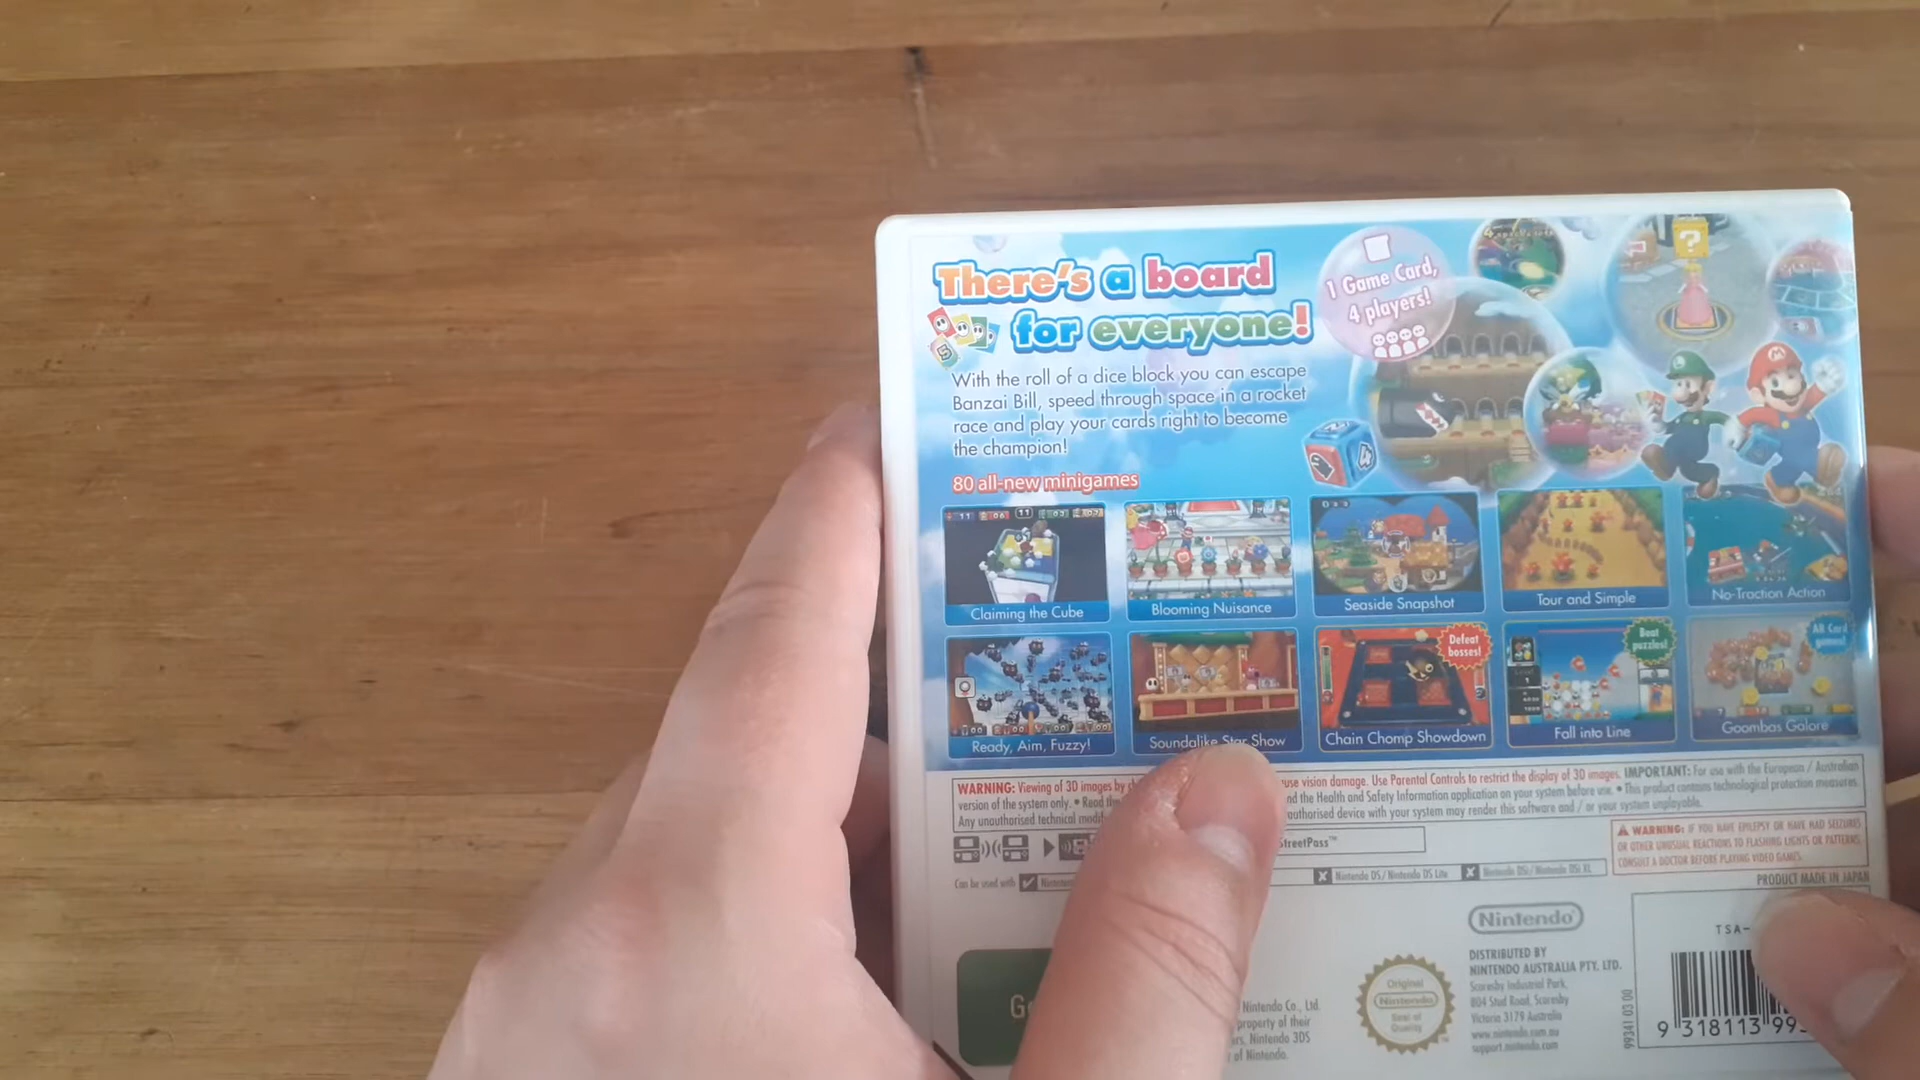 There's a board
for everyone!
1 Game Card,
4 players!
With the roll of a dice block you can escape
Banzai Bill, speed through space in a rocket
race and play your cards right to become
the champion!
80 all-new minigames
Claiming the Cube
Blooming Nuisance
Seaside Snapshot
Tour and Simple
No-Traction Action
Defeat
bosses!
Beat
puzzles!
AR Card
games!
Ready, Aim, Fuzzy!
Soundalike Star Show
Chain Chomp Showdown
Fall into Line
Goombas Galore
WARNING: Viewing of 3D images by use vision damage. Use Parental Controls to restrict the display of 3D images. IMPORTANT: For use with the European / Australian
version of the system only. • Read nd the Health and Safety Information application on your system before use. • This product contains technological protection measures.
Any unauthorised technical authorised device with your system may render this software and / or your system unplayable.
StreetPass™
WARNING: IF YOU HAVE EPILEPSY OR HAVE HAD SEIZURES
OR OTHER UNUSUAL REACTIONS TO FLASHING LIGHTS OR PATTERNS,
CONSULT A DOCTOR BEFORE PLAYING VIDEO GAMES.
Can be used with Nintendo DS / Nintendo DS Lite Nintendo DSi / Nintendo DSi XL
PRODUCT MADE IN JAPAN
Nintendo
DISTRIBUTED BY
NINTENDO AUSTRALIA PTY. LTD.
Scoresby Industrial Park,
804 Stud Road, Scoresby
Victoria 3179 Australia
www.nintendo.com.au
support.nintendo.com
Original
Nintendo
Seal of
Quality
Nintendo Co., Ltd.
property of their
Nintendo 3DS
of Nintendo.
TSA-
99341 03 00
9 318113 99